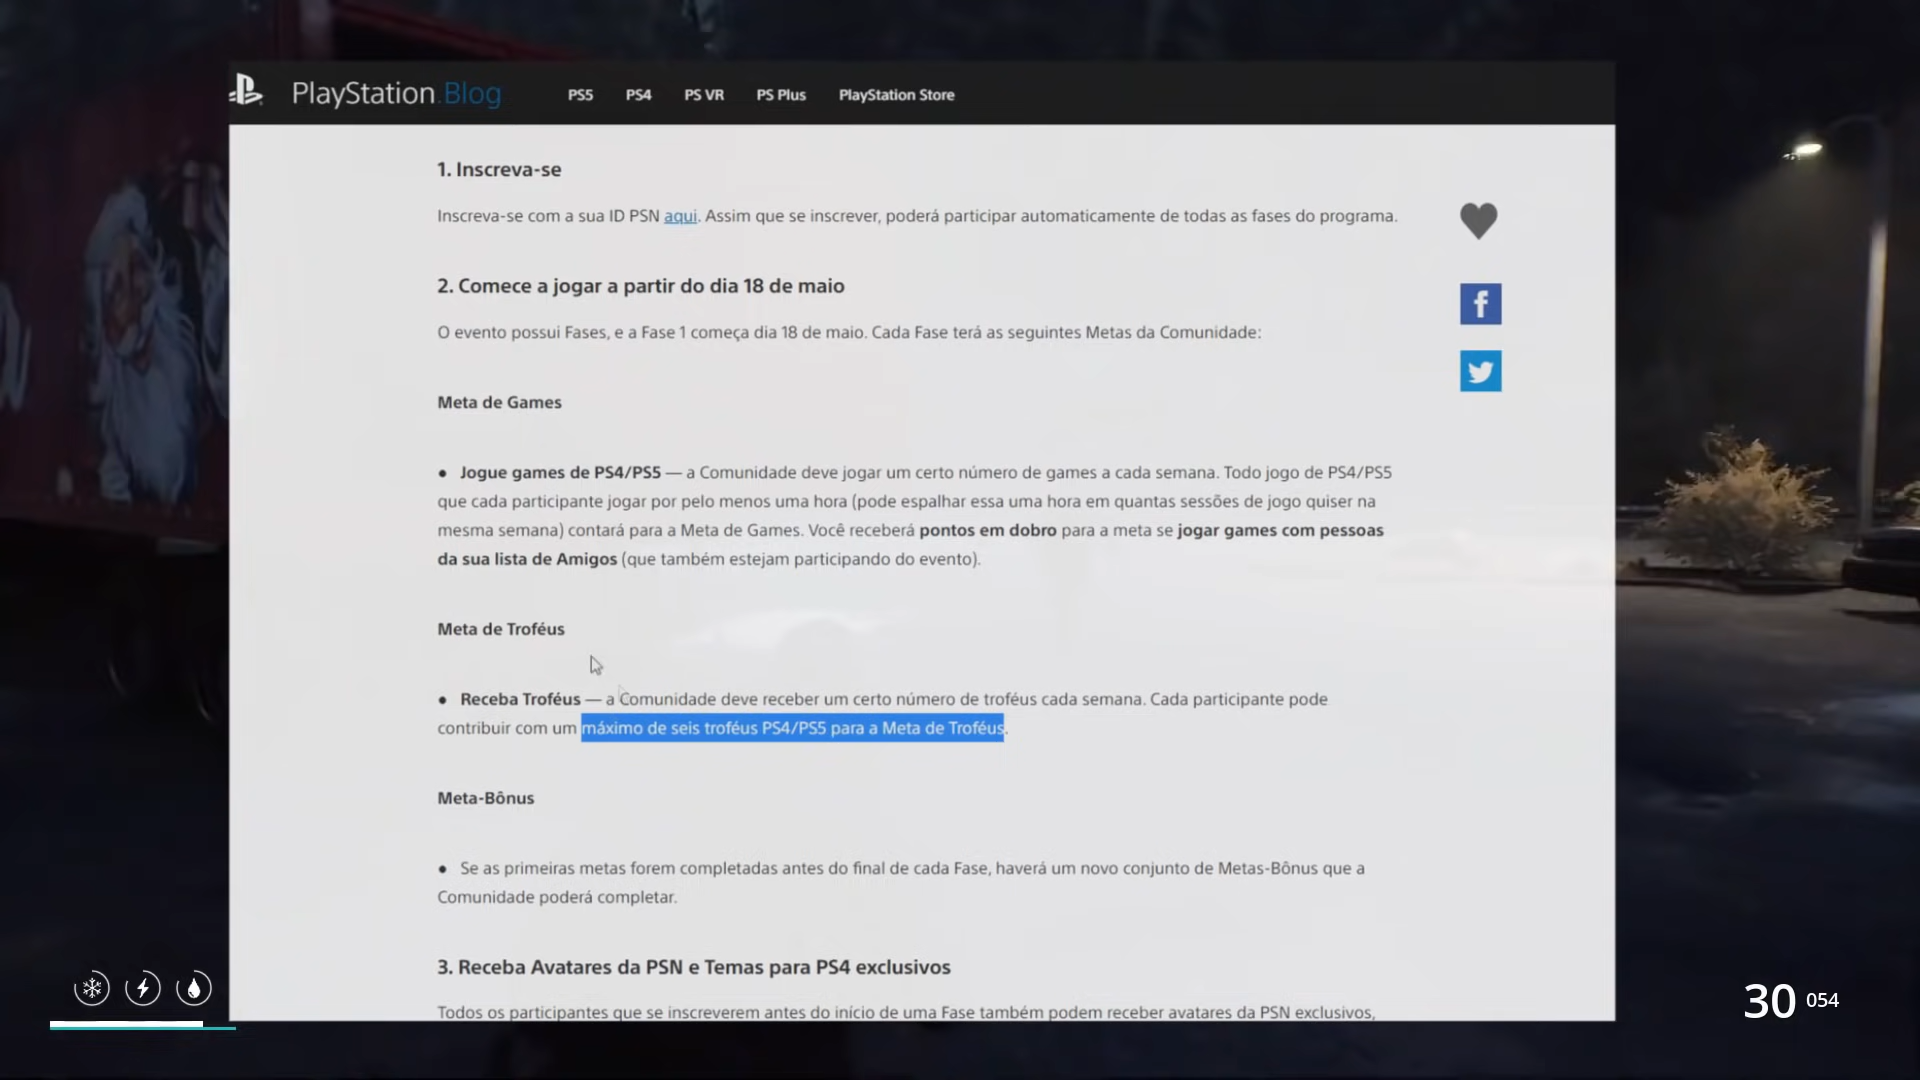 PlayStation.Blog PS5 PS4 PS VR PS Plus PlayStation Store
1. Inscreva-se
Inscreva-se com a sua ID PSN aqui. Assim que se inscrever, poderá participar automaticamente de todas as fases do programa.
2. Comece a jogar a partir do dia 18 de maio
O evento possui Fases, e a Fase 1 começa dia 18 de maio. Cada Fase terá as seguintes Metas da Comunidade:
Meta de Games
● Jogue games de PS4/PS5 — a Comunidade deve jogar um certo número de games a cada semana. Todo jogo de PS4/PS5
que cada participante jogar por pelo menos uma hora (pode espalhar essa uma hora em quantas sessões de jogo quiser na
mesma semana) contará para a Meta de Games. Você receberá pontos em dobro para a meta se jogar games com pessoas
da sua lista de Amigos (que também estejam participando do evento).
Meta de Troféus
● Receba Troféus — a Comunidade deve receber um certo número de troféus cada semana. Cada participante pode
contribuir com um máximo de seis troféus PS4/PS5 para a Meta de Troféus.
Meta-Bônus
● Se as primeiras metas forem completadas antes do final de cada Fase, haverá um novo conjunto de Metas-Bônus que a
Comunidade poderá completar.
3. Receba Avatares da PSN e Temas para PS4 exclusivos
Todos os participantes que se inscreverem antes do início de uma Fase também podem receber avatares da PSN exclusivos,
30 054